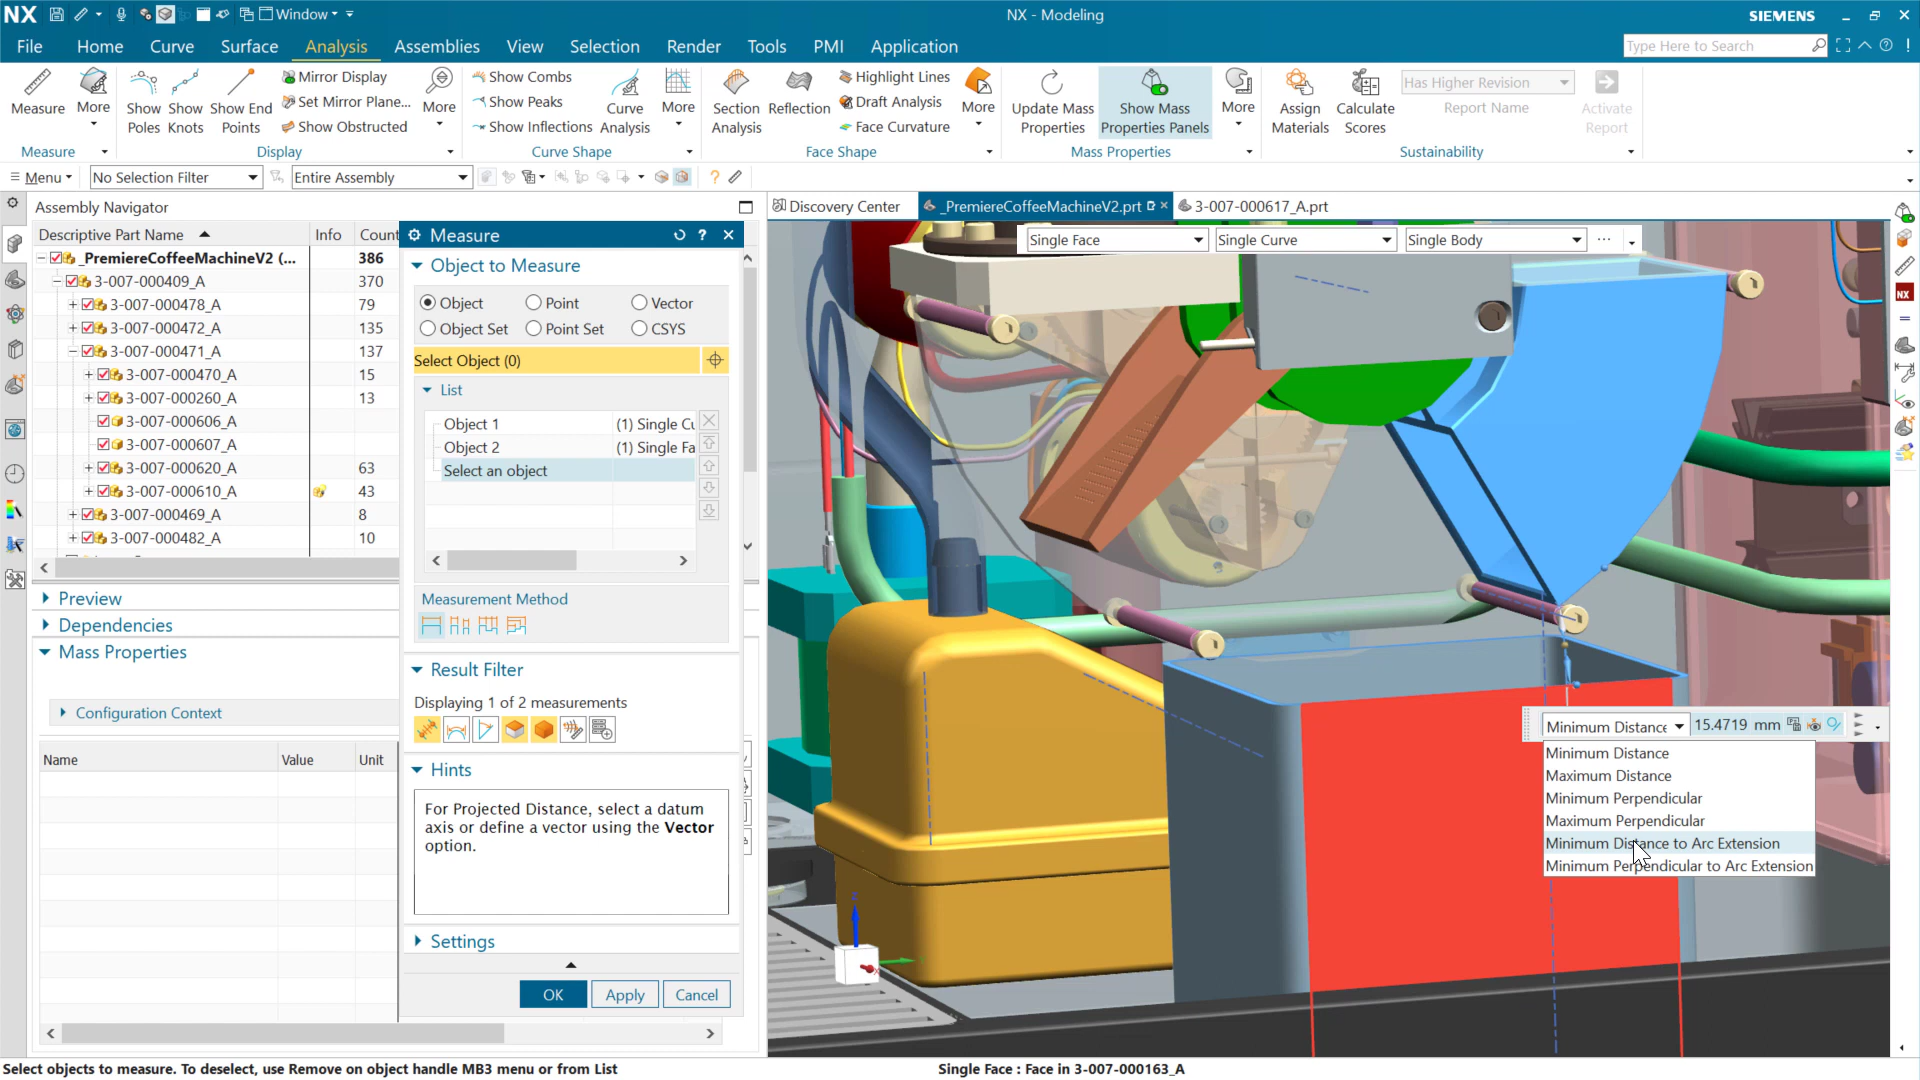 NX
Window
NX - Modeling
SIEMENS
File
Home
Curve
Surface
Analysis
Assemblies
View
Selection
Render
Tools
PMI
Application
Type Here to Search
Measure
More
Measure
Show Poles
Show Knots
Show End Points
Mirror Display
Set Mirror Plane...
Show Obstructed
More
Display
Show Combs
Show Peaks
Show Inflections
Curve Analysis
More
Curve Shape
Section Analysis
Reflection
Highlight Lines
Draft Analysis
Face Curvature
More
Face Shape
Update Mass Properties
Show Mass Properties Panels
More
Mass Properties
Assign Materials
Calculate Scores
Has Higher Revision
Report Name
Activate Report
Sustainability
Menu
No Selection Filter
Entire Assembly
Assembly Navigator
Descriptive Part Name
Info
Count
_PremiereCoffeeMachineV2 (...
386
3-007-000409_A
370
3-007-000478_A
79
3-007-000472_A
135
3-007-000471_A
137
3-007-000470_A
15
3-007-000260_A
13
3-007-000606_A
3-007-000607_A
3-007-000620_A
63
3-007-000610_A
43
3-007-000469_A
8
3-007-000482_A
10
Preview
Dependencies
Mass Properties
Configuration Context
Name
Value
Unit
Measure
Object to Measure
Object
Point
Vector
Object Set
Point Set
CSYS
Select Object (0)
List
Object 1
(1) Single Cu
Object 2
(1) Single Fa
Select an object
Measurement Method
Result Filter
Displaying 1 of 2 measurements
Hints
For Projected Distance, select a datum
axis or define a vector using the Vector
option.
Settings
OK
Apply
Cancel
Discovery Center
_PremiereCoffeeMachineV2.prt
3-007-000617_A.prt
Single Face
Single Curve
Single Body
NX
Minimum Distance
15.4719 mm
Minimum Distance
Maximum Distance
Minimum Perpendicular
Maximum Perpendicular
Minimum Distance to Arc Extension
Minimum Perpendicular to Arc Extension
Select objects to measure. To deselect, use Remove on object handle MB3 menu or from List
Single Face : Face in 3-007-000163_A